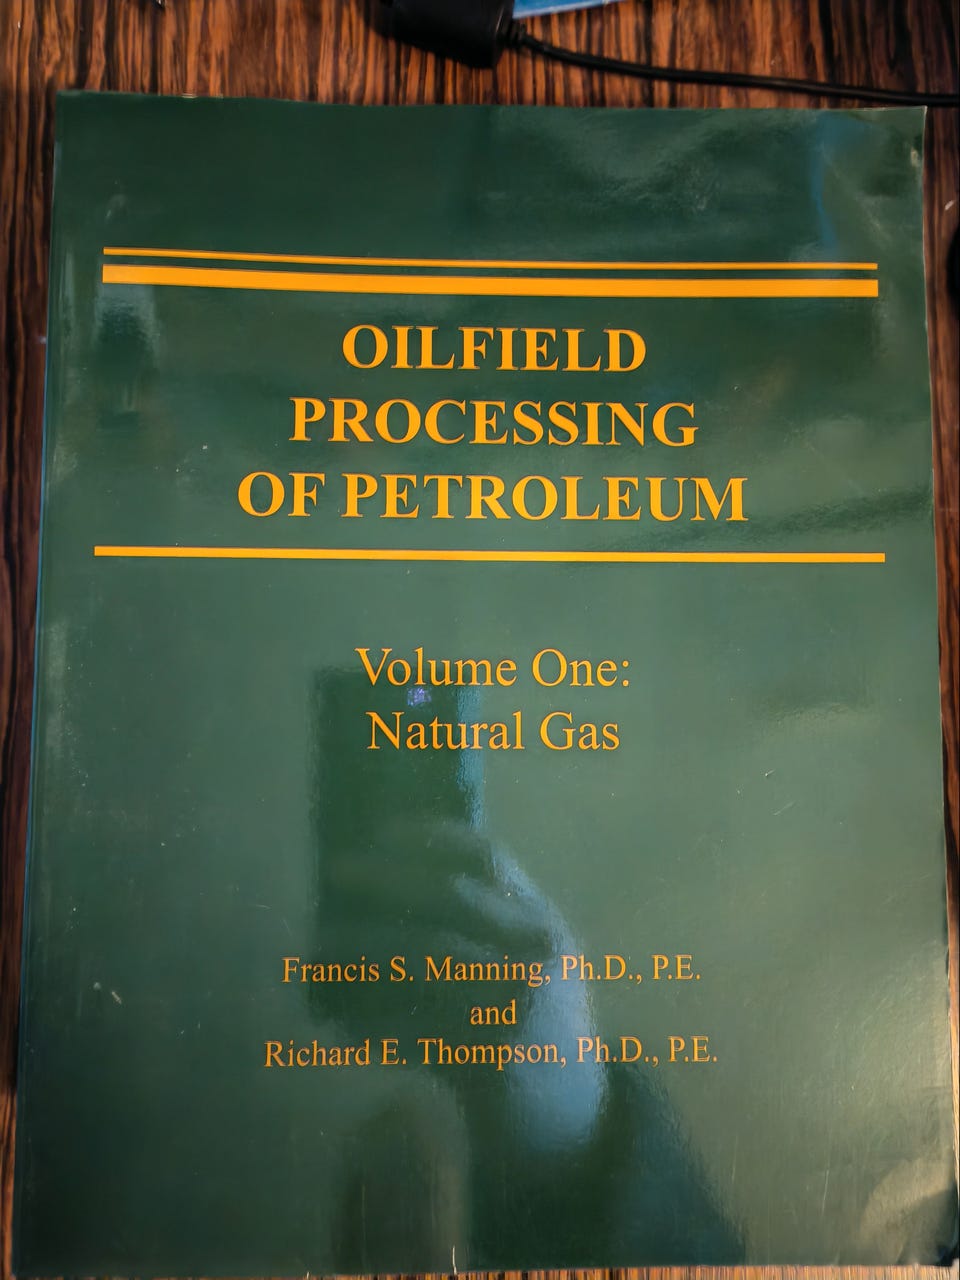 OILFIELD
PROCESSING
OF PETROLEUM
Volume One:
Natural Gas
Francis S. Manning, Ph.D., P.E.
and
Richard E. Thompson, Ph.D., P.E.